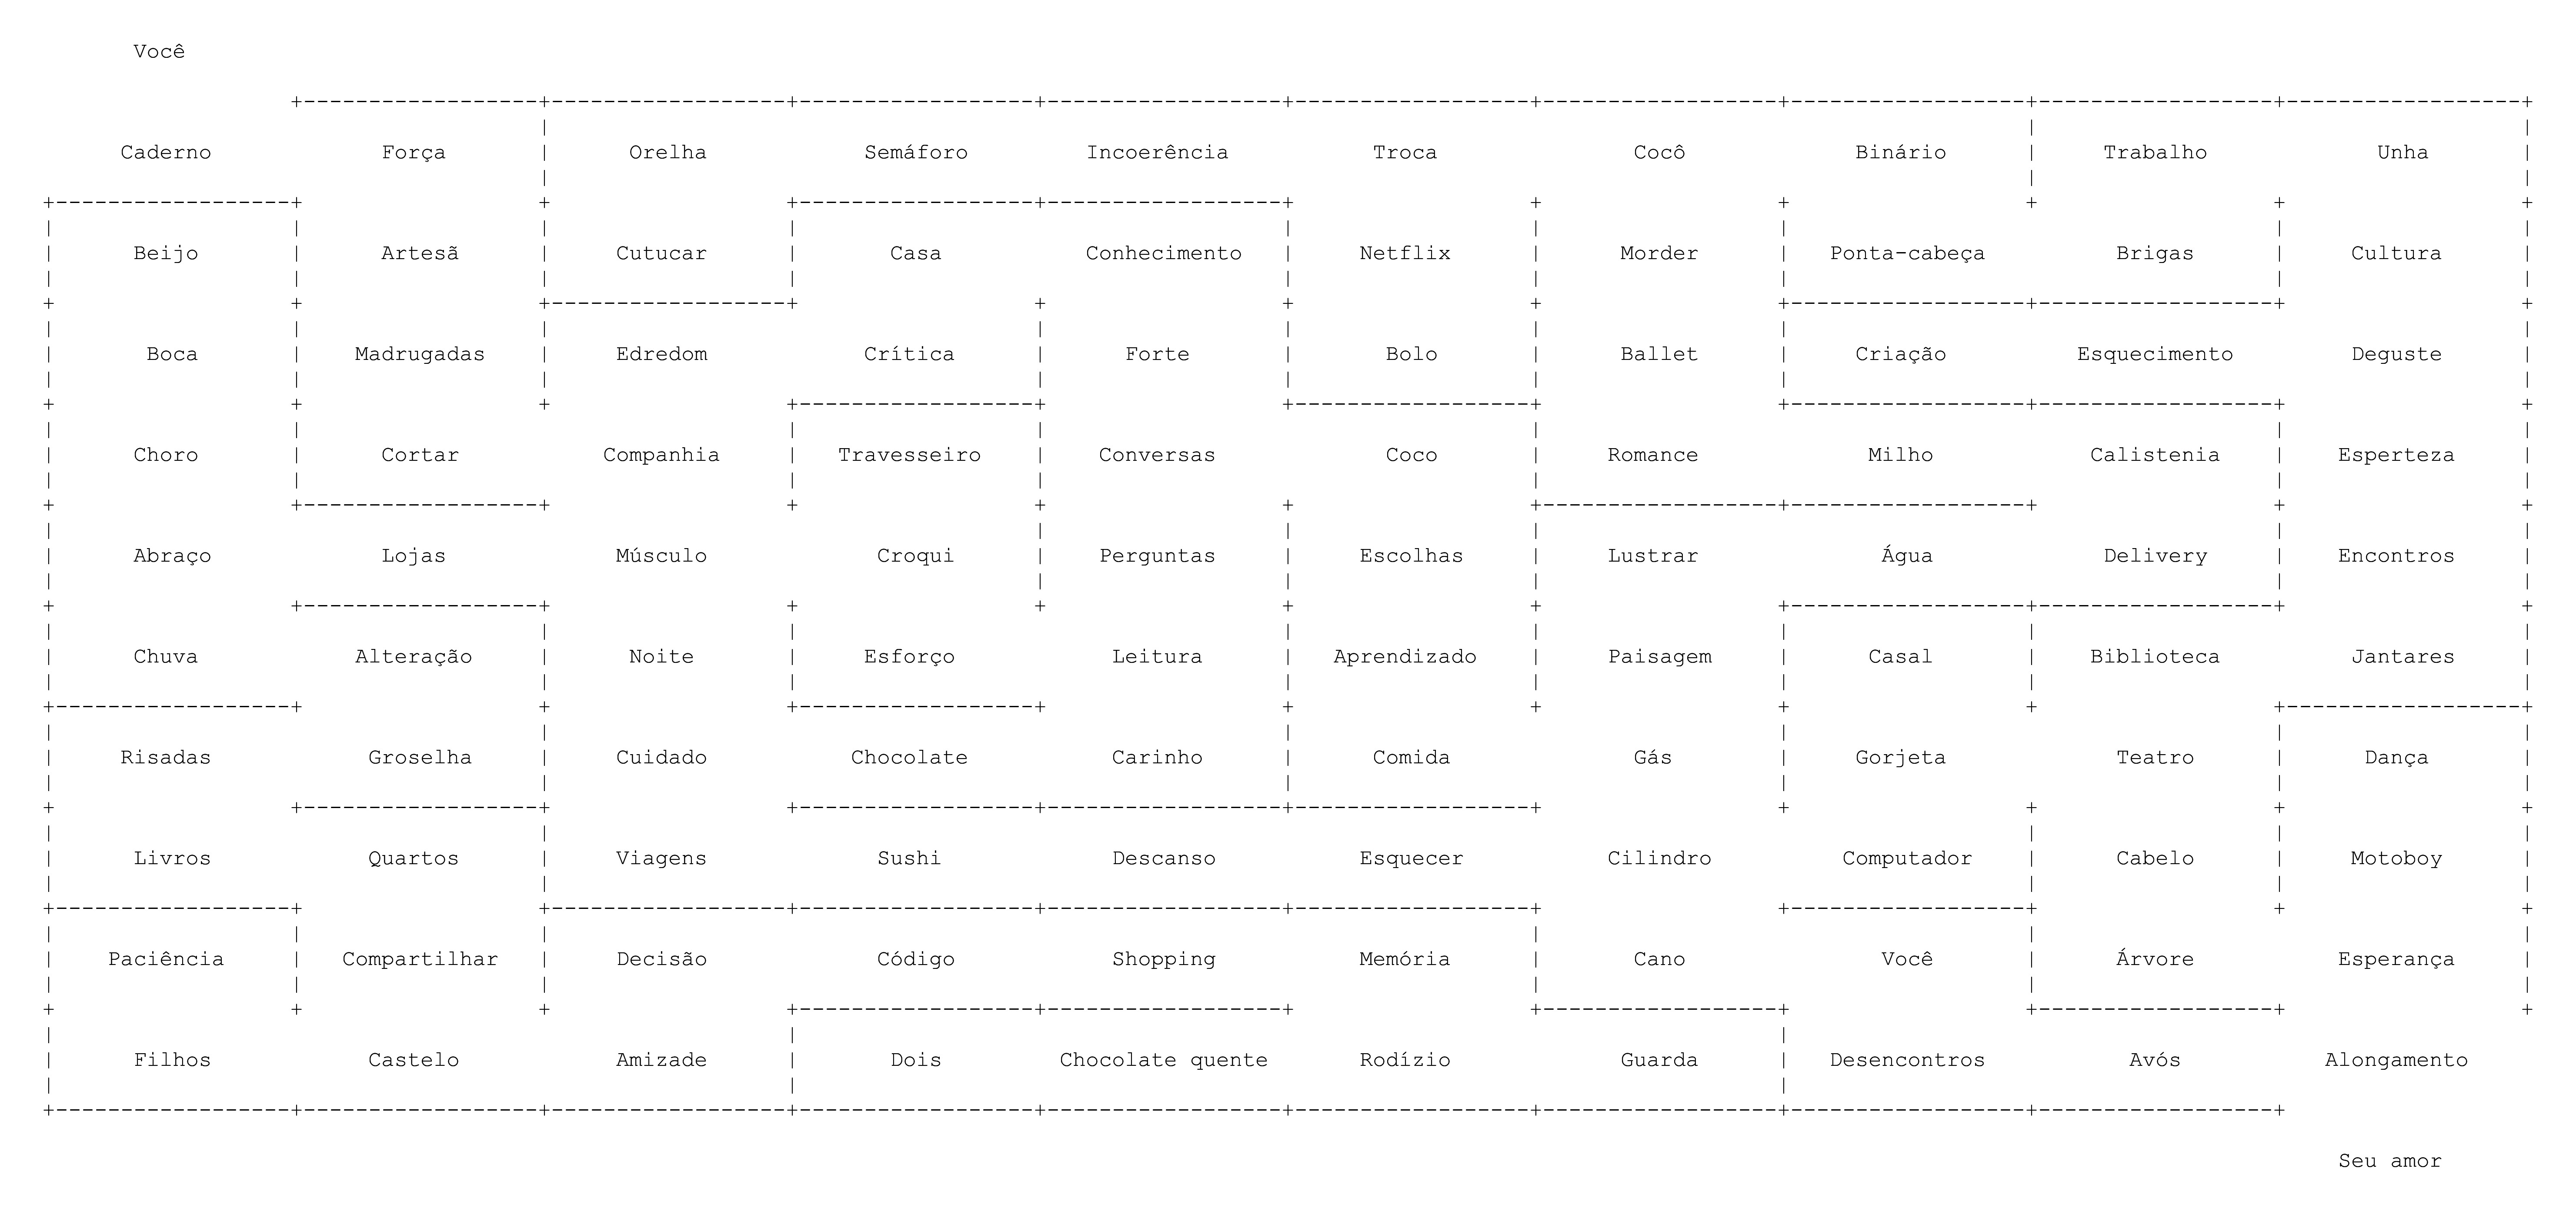 Você
Caderno Força Orelha Semáforo Incoerência Troca Cocô Binário Trabalho Unha
Beijo Artesã Cutucar Casa Conhecimento Netflix Morder Ponta-cabeça Brigas Cultura
Boca Madrugadas Edredom Crítica Forte Bolo Ballet Criação Esquecimento Deguste
Choro Cortar Companhia Travesseiro Conversas Coco Romance Milho Calistenia Esperteza
Abraço Lojas Músculo Croqui Perguntas Escolhas Lustrar Água Delivery Encontros
Chuva Alteração Noite Esforço Leitura Aprendizado Paisagem Casal Biblioteca Jantares
Risadas Groselha Cuidado Chocolate Carinho Comida Gás Gorjeta Teatro Dança
Livros Quartos Viagens Sushi Descanso Esquecer Cilindro Computador Cabelo Motoboy
Paciência Compartilhar Decisão Código Shopping Memória Cano Você Árvore Esperança
Filhos Castelo Amizade Dois Chocolate quente Rodízio Guarda Desencontros Avós Alongamento
Seu amor